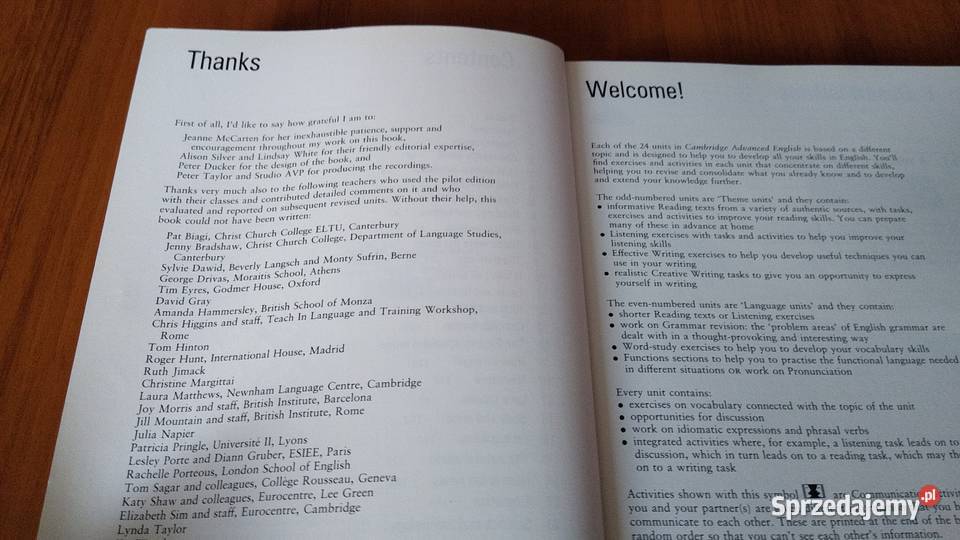 Thanks
First of all, I'd like to say how grateful I am to:
Jeanne McCarten for her inexhaustible patience, support and
encouragement throughout my work on this book,
Alison Silver and Lindsay White for their friendly editorial expertise,
Peter Ducker for the design of the book, and
Peter Taylor and Studio AVP for producing the recordings.
Thanks very much also to the following teachers who used the pilot edition
with their classes and contributed detailed comments on it and who
evaluated and reported on subsequent revised units. Without their help, this
book could not have been written:
Pat Biagi, Christ Church College ELTU, Canterbury
Jenny Bradshaw, Christ Church College, Department of Language Studies,
Canterbury
Sylvie Dawid, Beverly Langsch and Monty Sufrin, Berne
George Drivas, Moraitis School, Athens
Tim Eyres, Godmer House, Oxford
David Gray
Amanda Hammersley, British School of Monza
Chris Higgins and staff, Teach In Language and Training Workshop,
Rome
Tom Hinton
Roger Hunt, International House, Madrid
Ruth Jimack
Christine Margittai
Laura Matthews, Newnham Language Centre, Cambridge
Joy Morris and staff, British Institute, Barcelona
Jill Mountain and staff, British Institute, Rome
Julia Napier
Patricia Pringle, Université II, Lyons
Lesley Porte and Diann Gruber, ESIEE, Paris
Rachelle Porteous, London School of English
Tom Sagar and colleagues, Collège Rousseau, Geneva
Katy Shaw and colleagues, Eurocentre, Lee Green
Elizabeth Sim and staff, Eurocentre, Cambridge
Lynda Taylor
Welcome!
Each of the 24 units in Cambridge Advanced English is based on a different
topic and is designed to help you to develop all your skills in English. You'll
find exercises and activities in each unit that concentrate on different skills,
helping you to revise and consolidate what you already know and to develop
and extend your knowledge further.
The odd-numbered units are 'Theme units' and they contain:
• informative Reading texts from a variety of authentic sources, with tasks,
exercises and activities to improve your reading skills. You can prepare
many of these in advance at home
• Listening exercises with tasks and activities to help you improve your
listening skills
• Effective Writing exercises to help you develop useful techniques you can
use in your writing
• realistic Creative Writing tasks to give you an opportunity to express
yourself in writing
The even-numbered units are 'Language units' and they contain:
• shorter Reading texts or Listening exercises
• work on Grammar revision: the 'problem areas' of English grammar are
dealt with in a thought-provoking and interesting way
• Word-study exercises to help you to develop your vocabulary skills
• Functions sections to help you to practise the functional language needed
in different situations OR work on Pronunciation
Every unit contains:
• exercises on vocabulary connected with the topic of the unit
• opportunities for discussion
• work on idiomatic expressions and phrasal verbs
• integrated activities where, for example, a listening task leads on to
discussion, which in turn leads on to a reading task, which may th
on to a writing task
Activities shown with this symbol are Communication
you and your partner(s) are
communicate to each other. These are printed at the end of the b
random order so that you can't see each other's information.
Sprzedajemy.pl